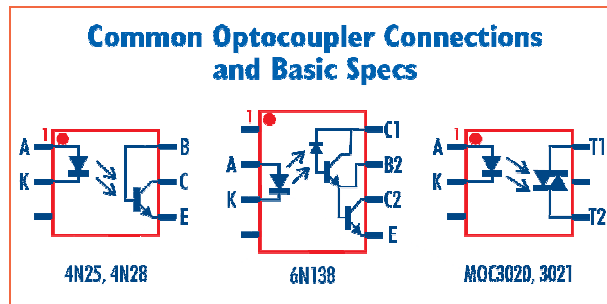 Common Optocoupler Connections
and Basic Specs
1
A
K
B
C
E
4N25, 4N28
1
A
K
C1
B2
C2
E
6N138
1
A
K
T1
T2
MOC3020, 3021